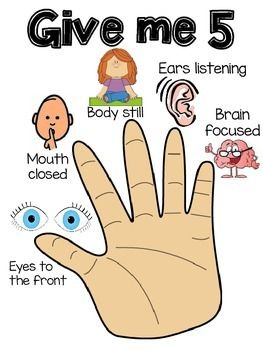 Give me 5
Ears listening
Body still
Brain
focused
Mouth
closed
Eyes to
the front